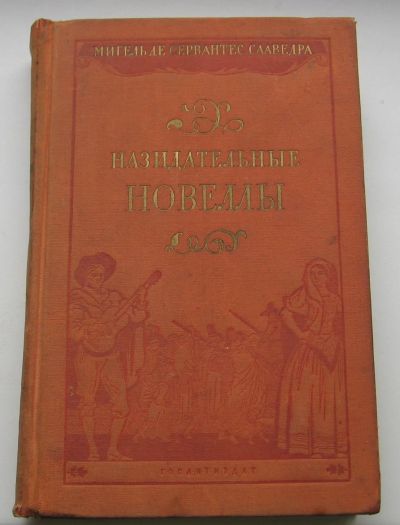 МИГЕЛЬ ДЕ СЕРВАНТЕС СААВЕДРА
НАЗИДАТЕЛЬНЫЕ
НОВЕЛЛЫ
ГОСЛИТИЗДАТ